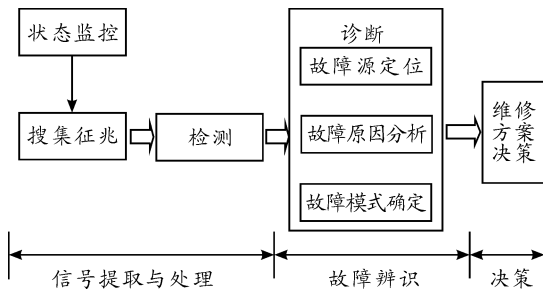 状态监控
搜集征兆
检测
诊断
故障源定位
故障原因分析
故障模式确定
维修
方案
决策
信号提取与处理
故障辨识
决策